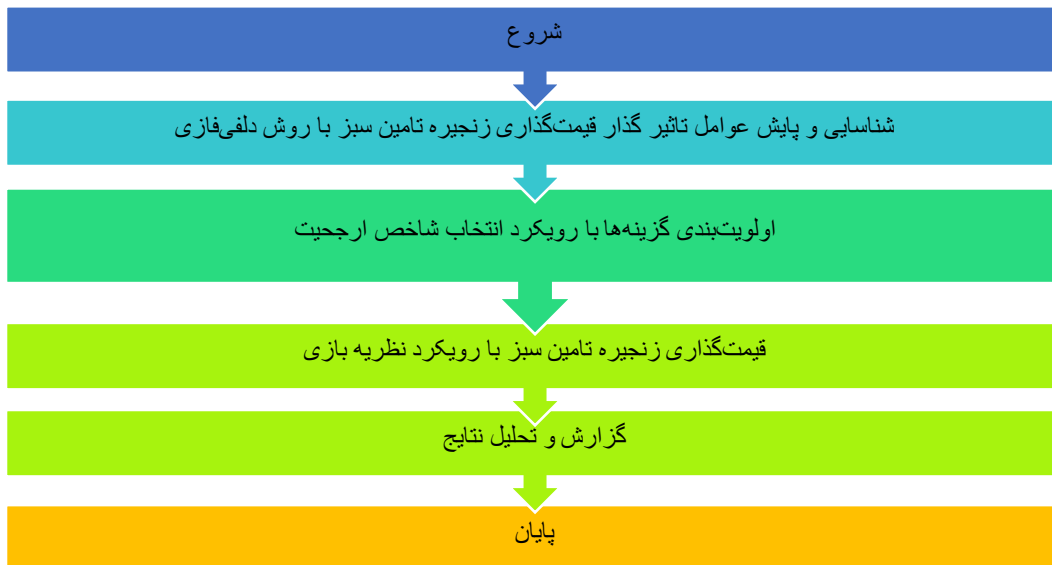 شروع
شناسایی و پایش عوامل تاثیر گذار قیمت‌گذاری زنجیره تامین سبز با روش دلفی‌فازی
اولویت‌بندی گزینه‌ها با رویکرد انتخاب شاخص ارجحیت
قیمت‌گذاری زنجیره تامین سبز با رویکرد نظریه بازی
گزارش و تحلیل نتایج
پایان